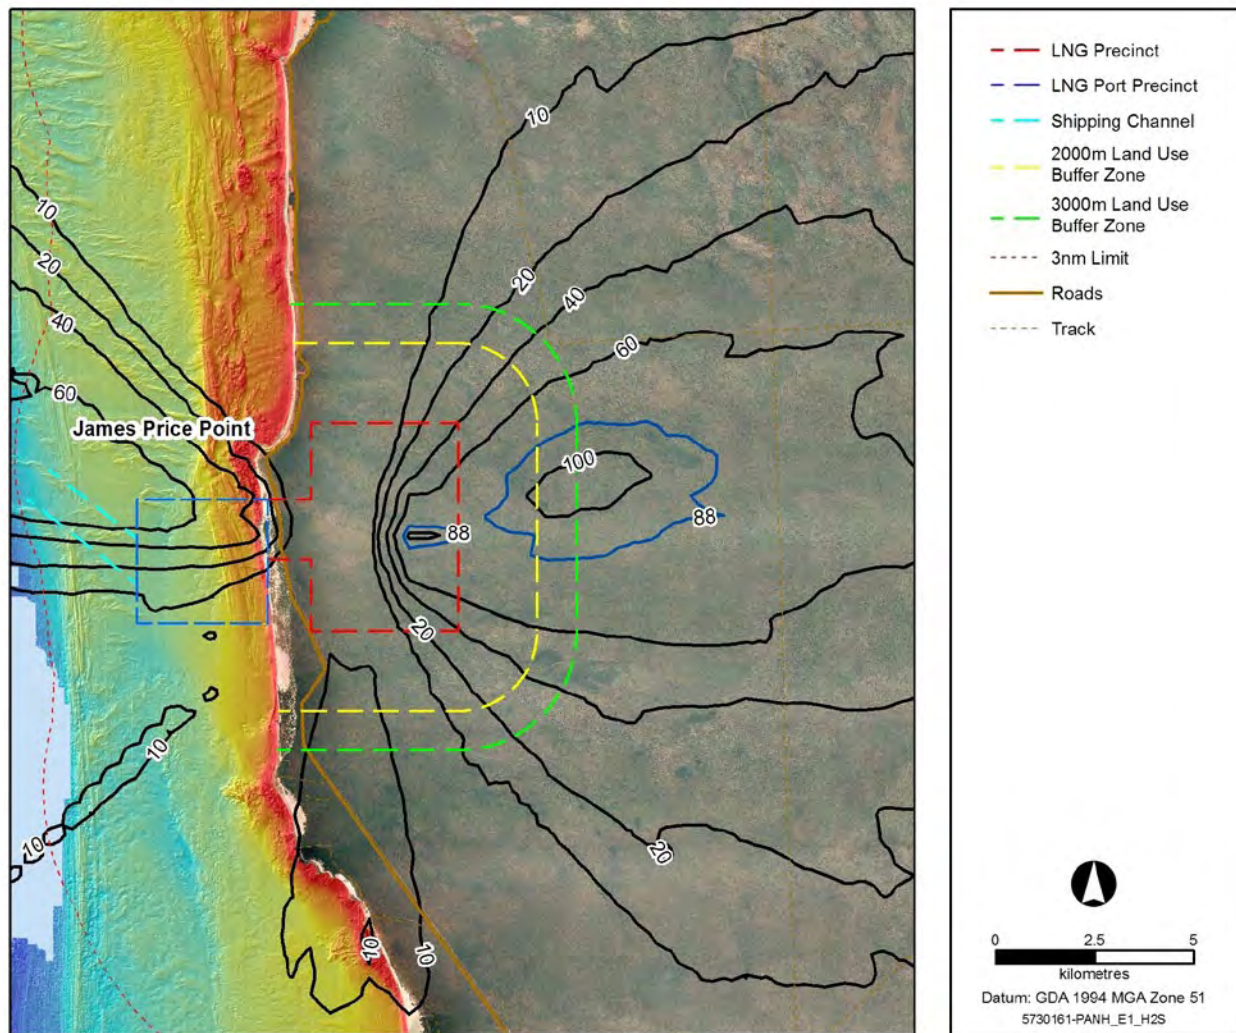 10
20
40
60
James Price Point
10
10
10
20
40
60
100
88
88
20
20
10
10
LNG Precinct
LNG Port Precinct
Shipping Channel
2000m Land Use
Buffer Zone
3000m Land Use
Buffer Zone
3nm Limit
Roads
Track
0 2.5 5
kilometres
Datum: GDA 1994 MGA Zone 51
5730161-PANH_E1_H2S